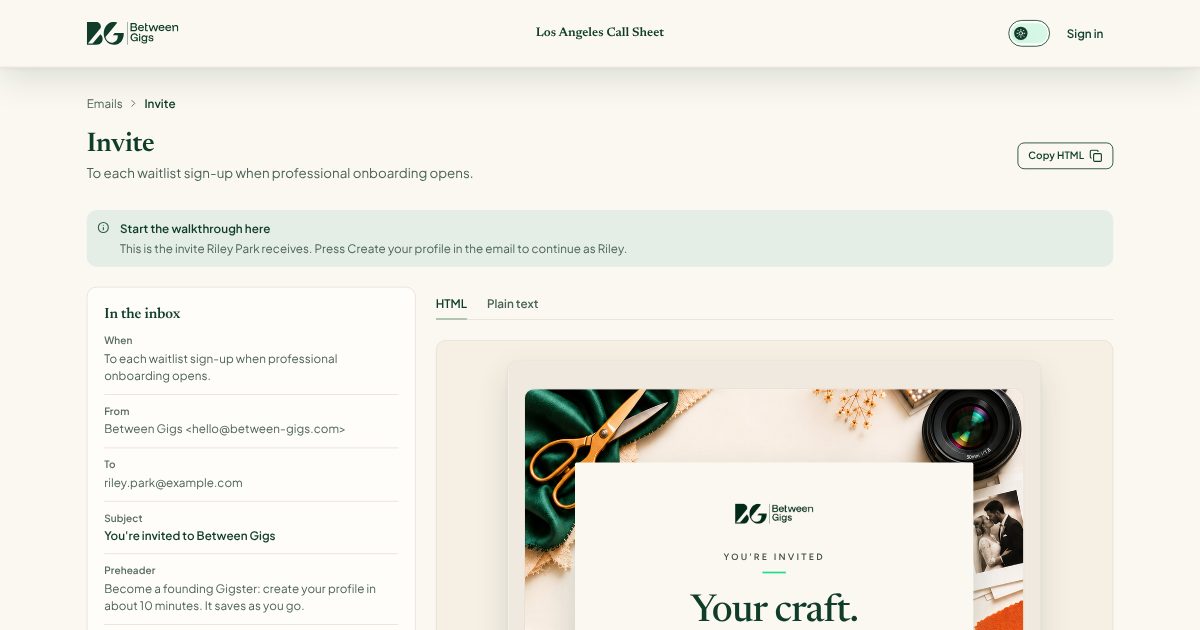 Between
Gigs
Los Angeles Call Sheet
Sign in
Emails
Invite
Invite
To each waitlist sign-up when professional onboarding opens.
Copy HTML
Start the walkthrough here
This is the invite Riley Park receives. Press Create your profile in the email to continue as Riley.
In the inbox
When
To each waitlist sign-up when professional
onboarding opens.
From
Between Gigs <hello@between-gigs.com>
To
riley.park@example.com
Subject
You're invited to Between Gigs
Preheader
Become a founding Gigster: create your profile in
about 10 minutes. It saves as you go.
HTML
Plain text
Between
Gigs
YOU'RE INVITED
Your craft.